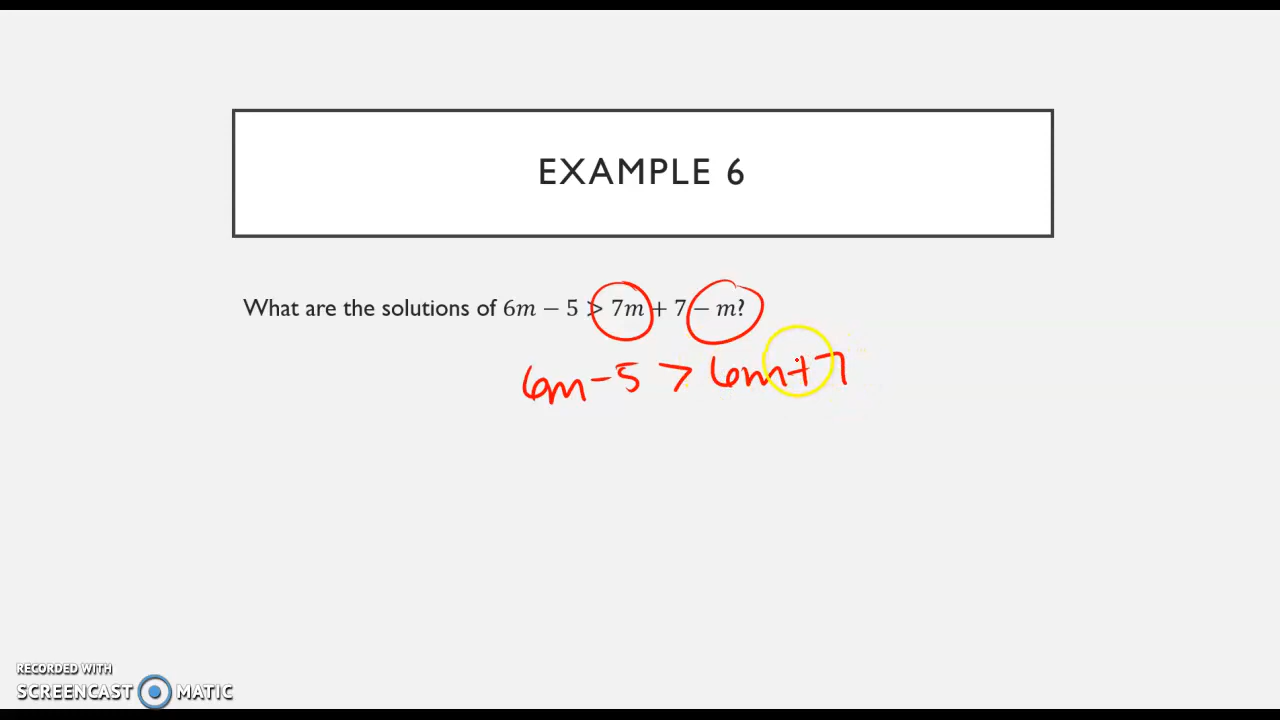 EXAMPLE 6
What are the solutions of 6m − 5 > 7m + 7 − m?
6m-5 > 6m+7
RECORDED WITH
SCREENCAST MATIC